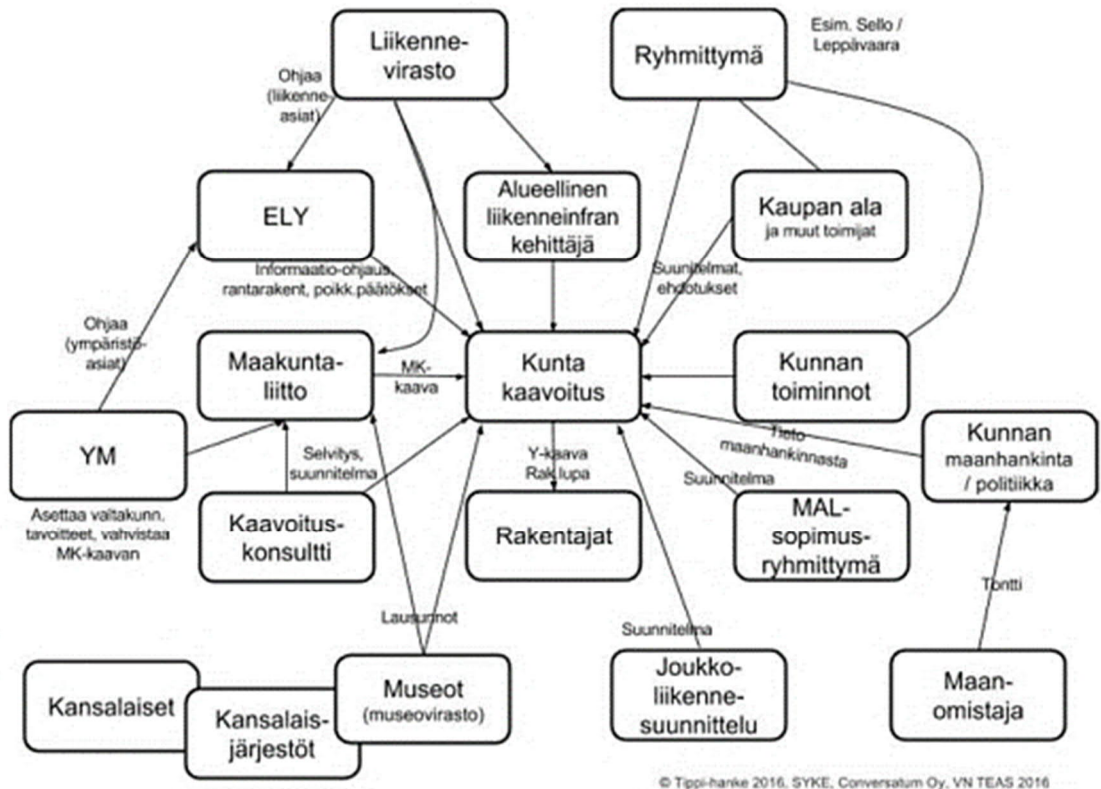 Liikenne-
virasto
Ryhmittymä
Esim. Sello /
Leppävaara
Ohjaa
(liikenne-
asiat)
ELY
Alueellinen
liikenneinfran
kehittäjä
Kaupan ala
ja muut toimijat
Informaatio-ohjaus,
rantarakent, poikk.päätökset
Suunitelmat,
ehdotukset
Ohjaa
(ympäristö-
asiat)
Maakunta-
liitto
MK-
kaava
Kunta
kaavoitus
Kunnan
toiminnot
YM
Selvitys,
suunnitelma
Y-kaava
Rak.lupa
Tieto
maanhankinnasta
Kunnan
maanhankinta
/ politiikka
Suunnitelma
Asettaa valtakunn.
tavoitteet, vahvistaa
MK-kaavan
Kaavoitus-
konsultti
Rakentajat
MAL-
sopimus-
ryhmittymä
Tontti
Lausunnot
Suunnitelma
Kansalaiset
Kansalais-
järjestöt
Museot
(museovirasto)
Joukko-
liikenne-
suunnittelu
Maan-
omistaja
© Tippi-hanke 2016, SYKE, Conversatum Oy, VN TEAS 2016